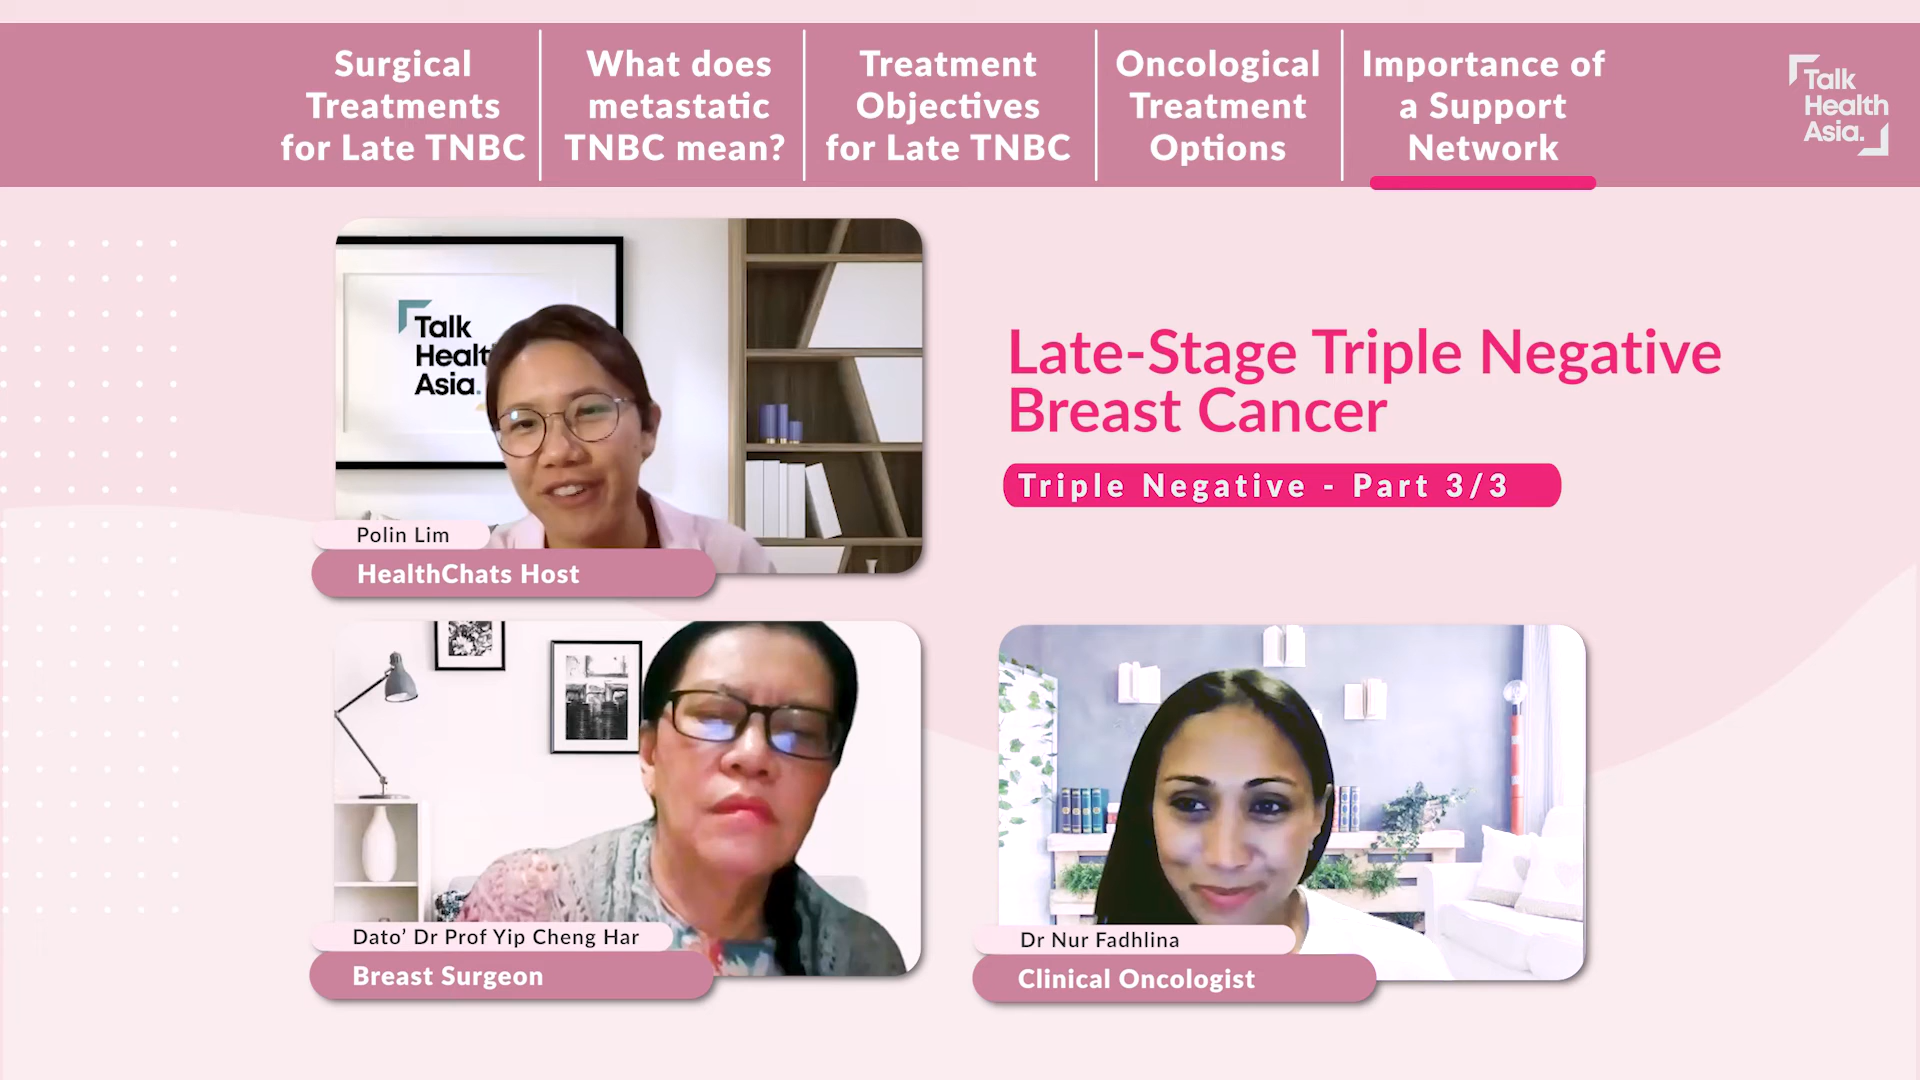 Surgical
Treatments
for Late TNBC
What does
metastatic
TNBC mean?
Treatment
Objectives
for Late TNBC
Oncological
Treatment
Options
Importance of
a Support
Network
Talk
Health
Asia.
Talk
Healt
Asia.
Polin Lim
HealthChats Host
Late-Stage Triple Negative
Breast Cancer
Triple Negative - Part 3/3
Dato’ Dr Prof Yip Cheng Har
Breast Surgeon
Dr Nur Fadhlina
Clinical Oncologist